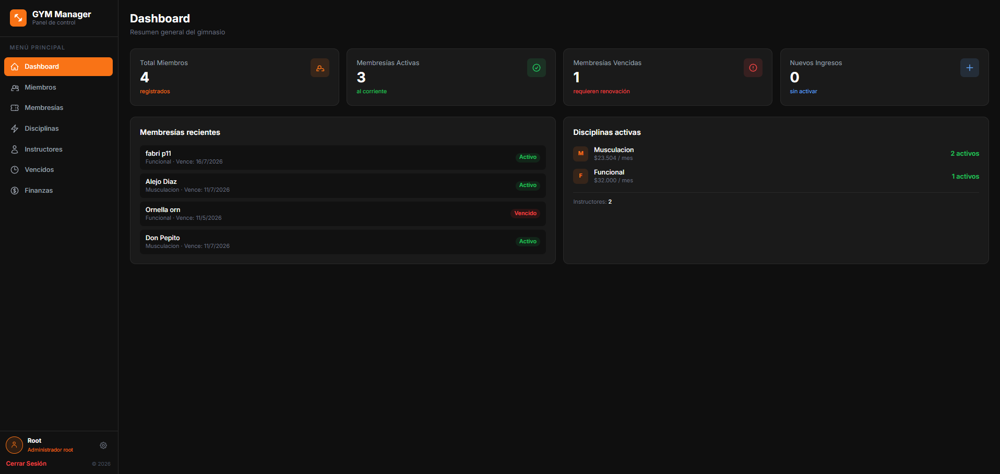 GYM Manager
Panel de control
MENÚ PRINCIPAL
Dashboard
Miembros
Membresías
Disciplinas
Instructores
Vencidos
Finanzas
Root
Administrador root
Cerrar Sesión
© 2026
Dashboard
Resumen general del gimnasio
Total Miembros
4
registrados
Membresías Activas
3
al corriente
Membresías Vencidas
1
requieren renovación
Nuevos Ingresos
0
sin activar
Membresías recientes
fabri p11
Funcional · Vence: 16/7/2026
Activo
Alejo Diaz
Musculacion · Vence: 11/7/2026
Activo
Ornella orn
Funcional · Vence: 11/5/2026
Vencido
Don Pepito
Musculacion · Vence: 11/7/2026
Activo
Disciplinas activas
M
Musculacion
$23.504 / mes
2 activos
F
Funcional
$32.000 / mes
1 activos
Instructores: 2